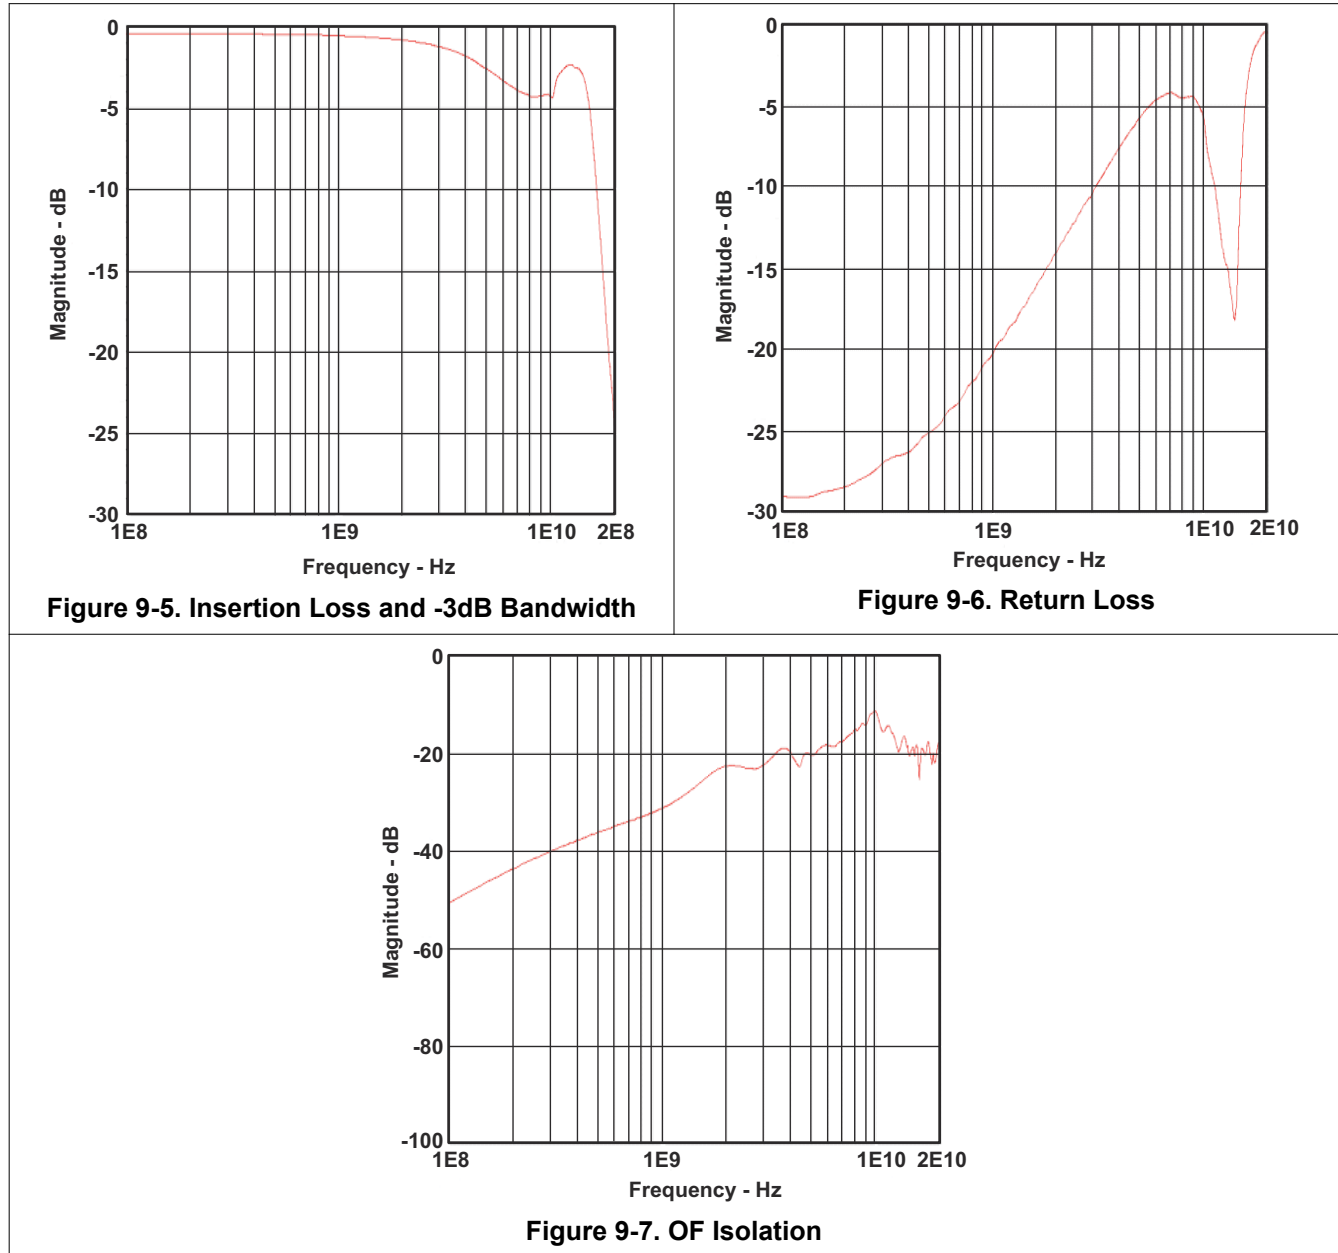 0
-5
-10
-15
-20
-25
-30
Magnitude - dB
1E8 1E9 1E10 2E8
Frequency - Hz
Figure 9-5. Insertion Loss and -3dB Bandwidth
0
-5
-10
-15
-20
-25
-30
Magnitude - dB
1E8 1E9 1E10 2E10
Frequency - Hz
Figure 9-6. Return Loss
0
-20
-40
-60
-80
-100
Magnitude - dB
1E8 1E9 1E10 2E10
Frequency - Hz
Figure 9-7. OF Isolation